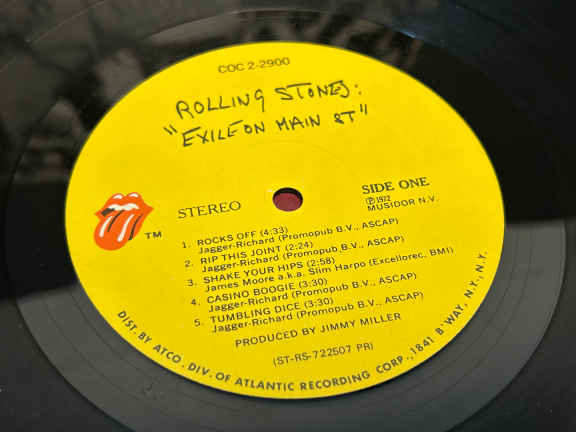 COC 2-2900
ROLLING STONES:
"EXILE ON MAIN ST"
STEREO
SIDE ONE
Ⓟ1972
MUSIDOR N.V.
TM
1. ROCKS OFF (4:33)
Jagger-Richard (Promopub B.V., ASCAP)
2. RIP THIS JOINT (2:24)
Jagger-Richard (Promopub B.V., ASCAP)
3. SHAKE YOUR HIPS (2:58)
James Moore a.k.a. Slim Harpo (Excellorec, BMI)
4. CASINO BOOGIE (3:30)
Jagger-Richard (Promopub B.V., ASCAP)
5. TUMBLING DICE (3:30)
Jagger-Richard (Promopub B.V., ASCAP)
PRODUCED BY JIMMY MILLER
(ST-RS-722507 PR)
DIST. BY ATCO. DIV. OF ATLANTIC RECORDING CORP., 1841 B'WAY, N.Y., N.Y.